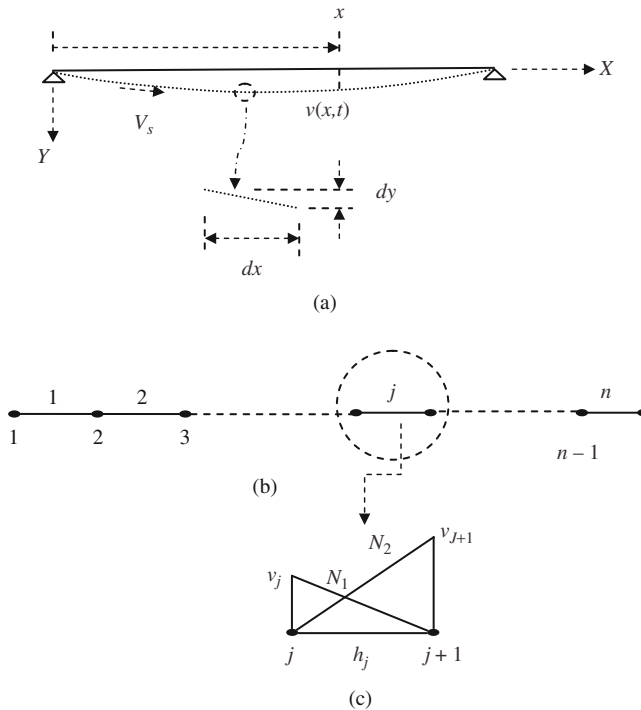 x
X
v(x,t)
V_s
Y
dy
dx
(a)
1 2 j n
1 2 3 n – 1
(b)
v_{J+1}
N_2
v_j N_1
j h_j j + 1
(c)